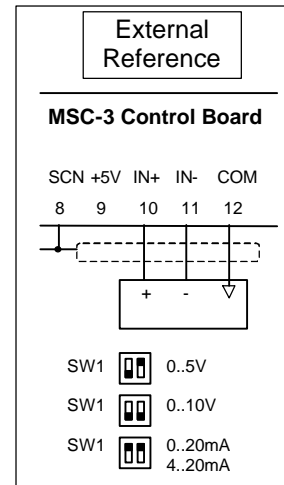 External
Reference
MSC-3 Control Board
SCN +5V IN+ IN- COM
8 9 10 11 12
+ -
SW1 0..5V
SW1 0..10V
SW1 0..20mA
4..20mA